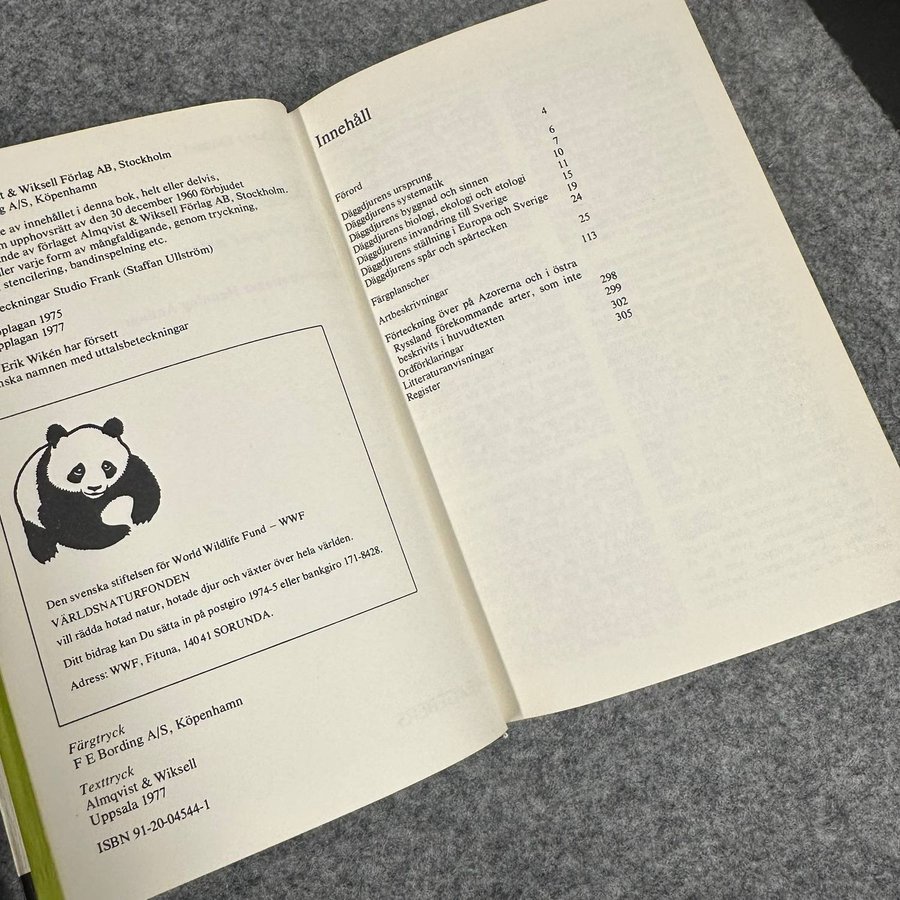 t & Wiksell Förlag AB, Stockholm
g A/S, Köpenhamn
e av innehållet i denna bok, helt eller delvis,
m upphovsrätt av den 30 december 1960 förbjudet
nde av förlaget Almqvist & Wiksell Förlag AB, Stockholm.
ler varje form av mångfaldigande, genom tryckning,
, stencilering, bandinspelning etc.
eckningar Studio Frank (Staffan Ullström)
pplagan 1975
pplagan 1977
Erik Wikén har försett
nska namnen med uttalsbeteckningar
Den svenska stiftelsen för World Wildlife Fund – WWF
VÄRLDSNATURFONDEN
vill rädda hotad natur, hotade djur och växter över hela världen.
Ditt bidrag kan Du sätta in på postgiro 1974-5 eller bankgiro 171-8428.
Adress: WWF, Fituna, 140 41 SORUNDA.
Färgtryck
F E Bording A/S, Köpenhamn
Texttryck
Almqvist & Wiksell
Uppsala 1977
ISBN 91-20-04544-1
Innehåll
Förord 4
Däggdjurens ursprung 6
Däggdjurens systematik 7
Däggdjurens byggnad och sinnen 10
Däggdjurens biologi, ekologi och etologi 11
Däggdjurens invandring till Sverige 15
Däggdjurens ställning i Europa och Sverige 19
Däggdjurens spår och spårtecken 24
Färgplanscher 25
Artbeskrivningar 113
Förteckning över på Azorerna och i östra
Ryssland förekommande arter, som inte
beskrivits i huvudtexten 298
Ordförklaringar 299
Litteraturanvisningar 302
Register 305